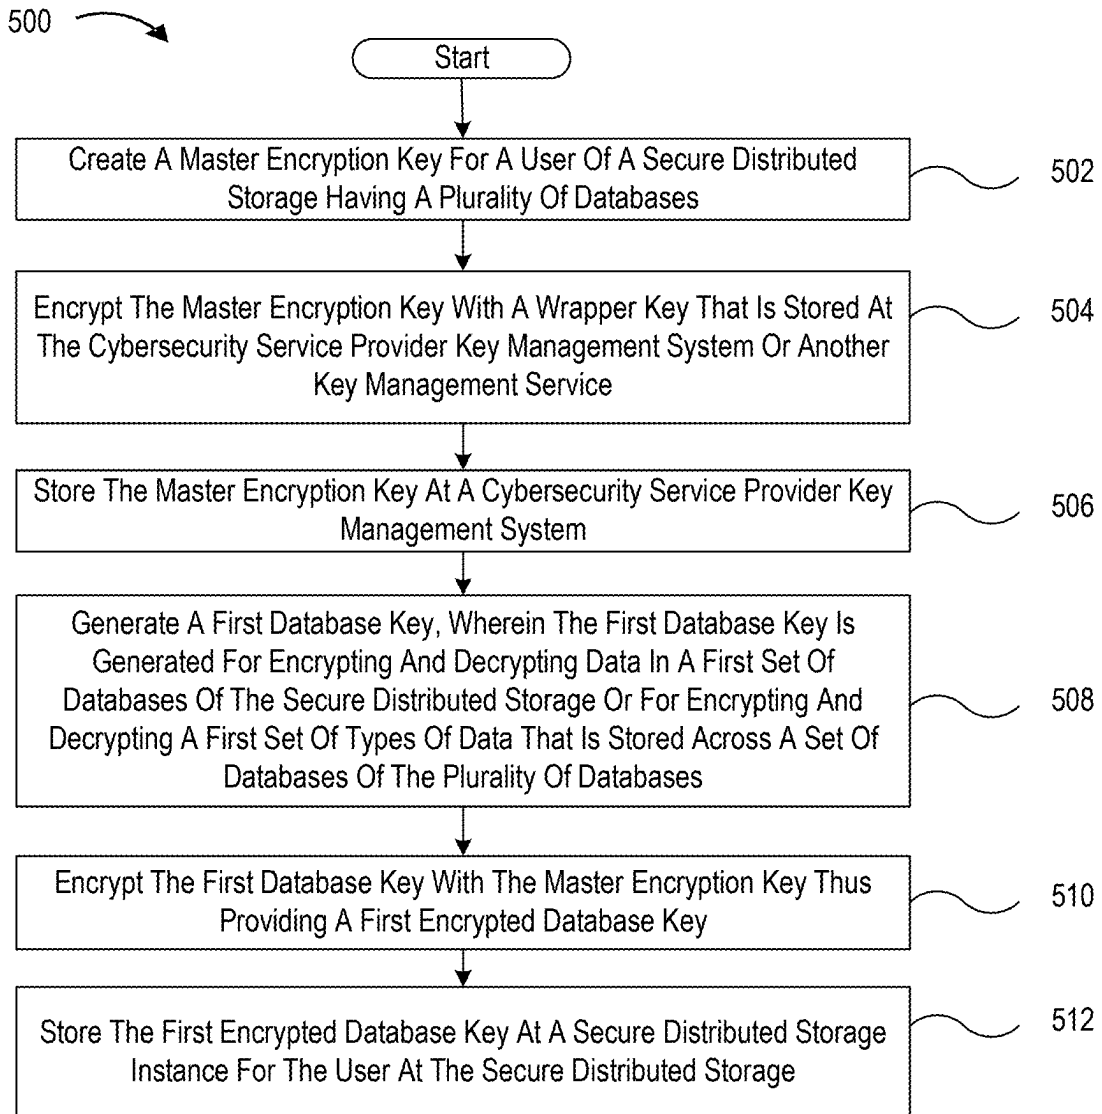 500
Start
Create A Master Encryption Key For A User Of A Secure Distributed
Storage Having A Plurality Of Databases
502
Encrypt The Master Encryption Key With A Wrapper Key That Is Stored At
The Cybersecurity Service Provider Key Management System Or Another
Key Management Service
504
Store The Master Encryption Key At A Cybersecurity Service Provider Key
Management System
506
Generate A First Database Key, Wherein The First Database Key Is
Generated For Encrypting And Decrypting Data In A First Set Of
Databases Of The Secure Distributed Storage Or For Encrypting And
Decrypting A First Set Of Types Of Data That Is Stored Across A Set Of
Databases Of The Plurality Of Databases
508
Encrypt The First Database Key With The Master Encryption Key Thus
Providing A First Encrypted Database Key
510
Store The First Encrypted Database Key At A Secure Distributed Storage
Instance For The User At The Secure Distributed Storage
512